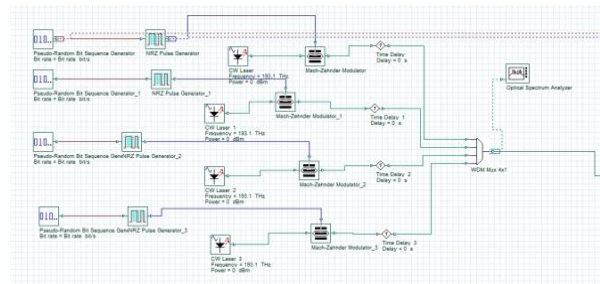 010...
Pseudo-Random Bit Sequence Generator
Bit rate = Bit rate bit/s
NRZ Pulse Generator
CW Laser
Frequency = 193.1 THz
Power = 0 dBm
Mach-Zehnder Modulator
Time Delay
Delay = 0 s
Optical Spectrum Analyzer
010...
Pseudo-Random Bit Sequence Generator_1
Bit rate = Bit rate bit/s
NRZ Pulse Generator_1
CW Laser 1
Frequency = 193.1 THz
Power = 0 dBm
Mach-Zehnder Modulator_1
Time Delay 1
Delay = 0 s
010...
Pseudo-Random Bit Sequence GeneNRZ Pulse Generator_2
Bit rate = Bit rate bit/s
CW Laser 2
Frequency = 193.1 THz
Power = 0 dBm
Mach-Zehnder Modulator_2
Time Delay 2
Delay = 0 s
WDM Mux 4x1
010...
Pseudo-Random Bit Sequence GeneNRZ Pulse Generator_3
Bit rate = Bit rate bit/s
CW Laser 3
Frequency = 193.1 THz
Power = 0 dBm
Mach-Zehnder Modulator_3
Time Delay 3
Delay = 0 s